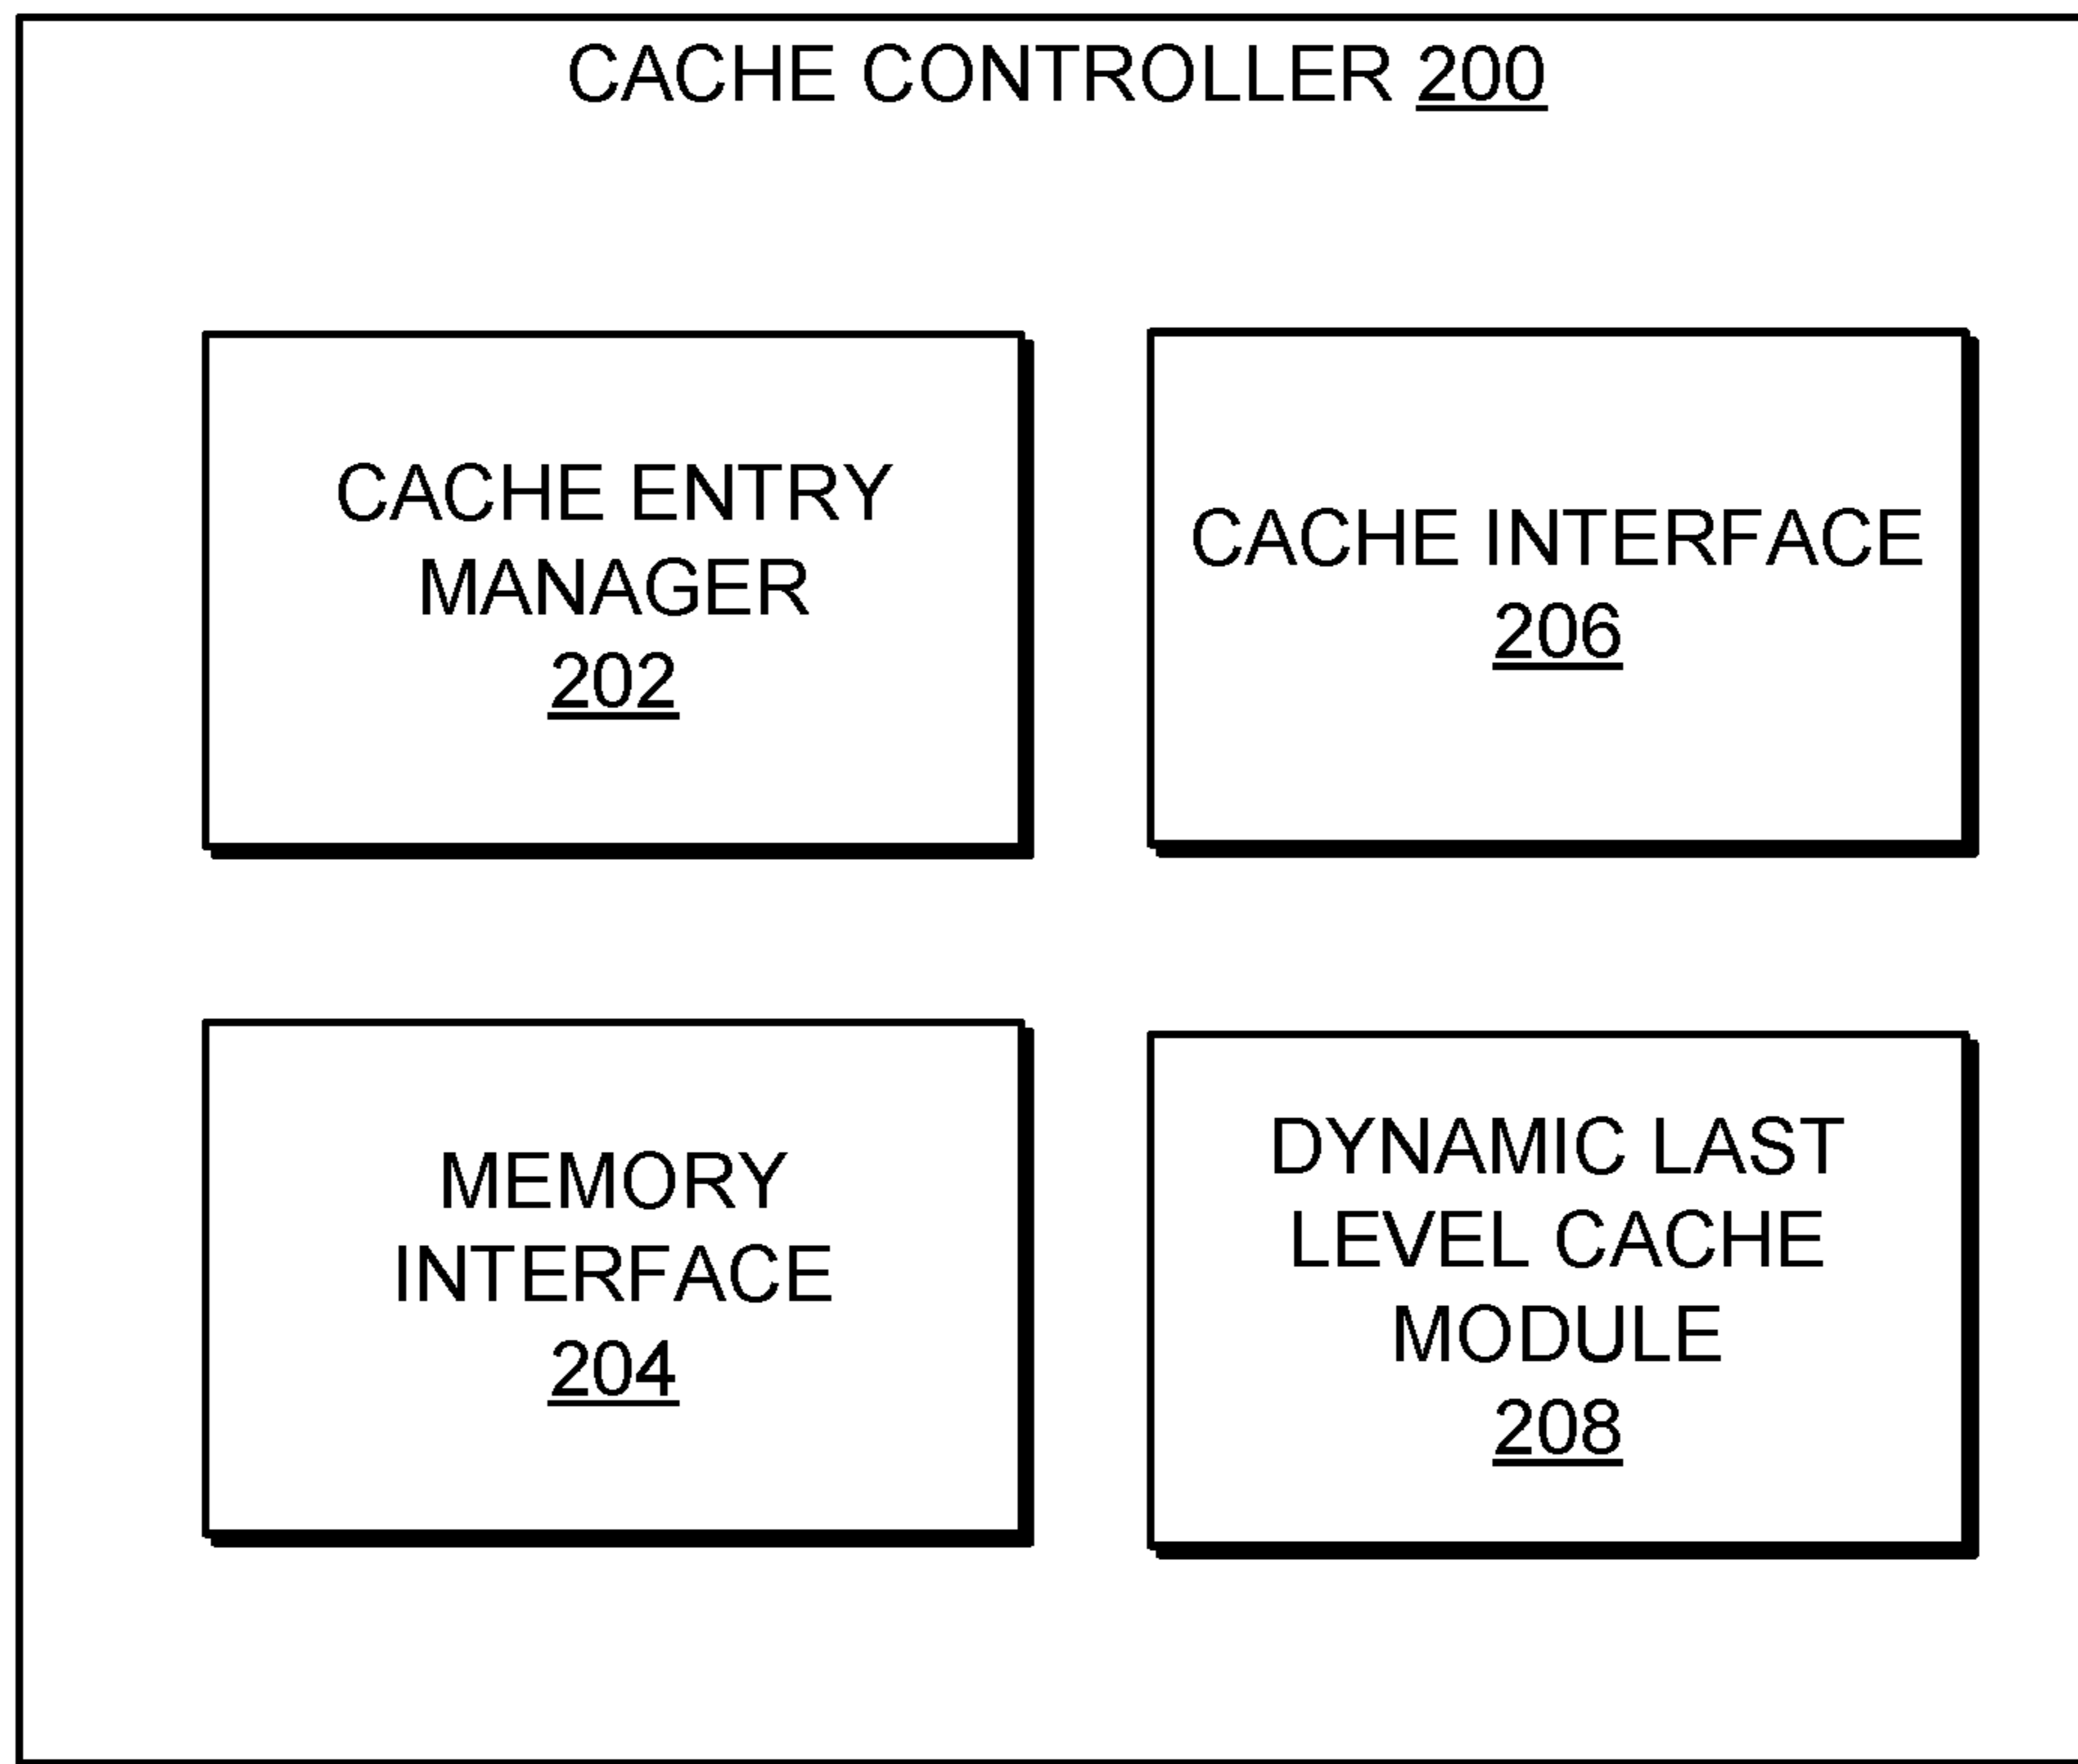 CACHE CONTROLLER 200
CACHE ENTRY
MANAGER
202
CACHE INTERFACE
206
MEMORY
INTERFACE
204
DYNAMIC LAST
LEVEL CACHE
MODULE
208